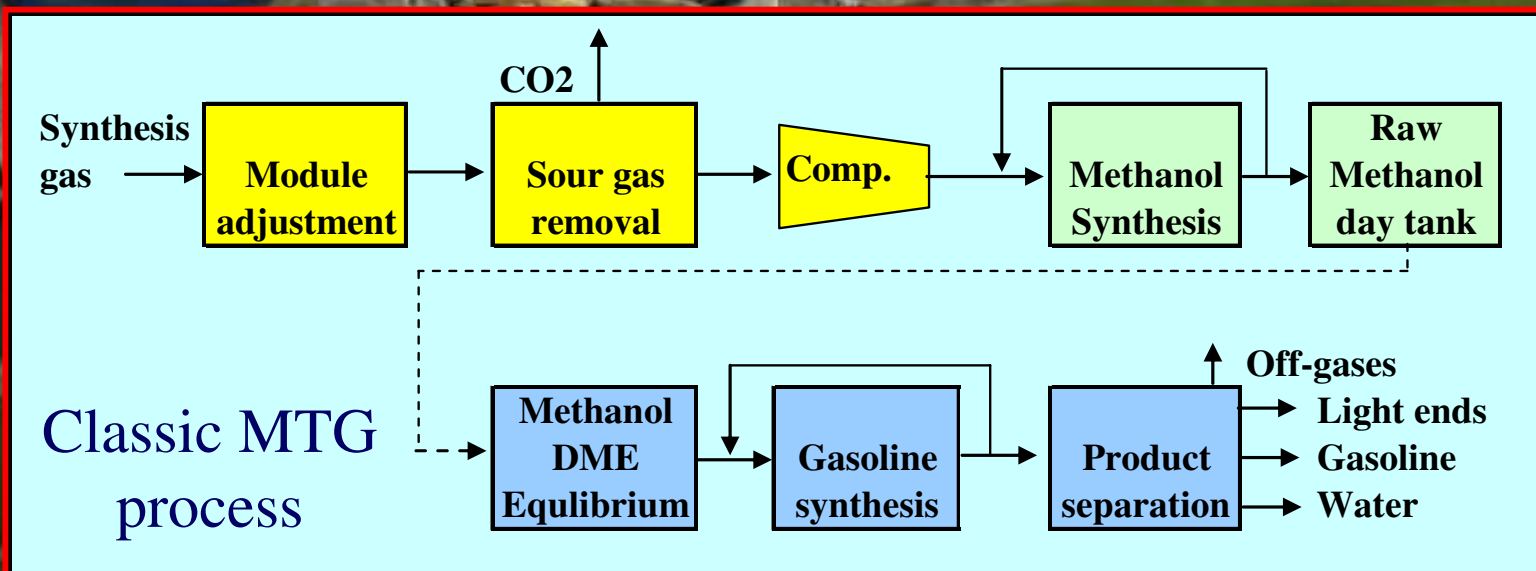 CO2
Synthesis
gas
Module
adjustment
Sour gas
removal
Comp.
Methanol
Synthesis
Raw
Methanol
day tank
Classic MTG
process
Methanol
DME
Equlibrium
Gasoline
synthesis
Product
separation
Off-gases
Light ends
Gasoline
Water